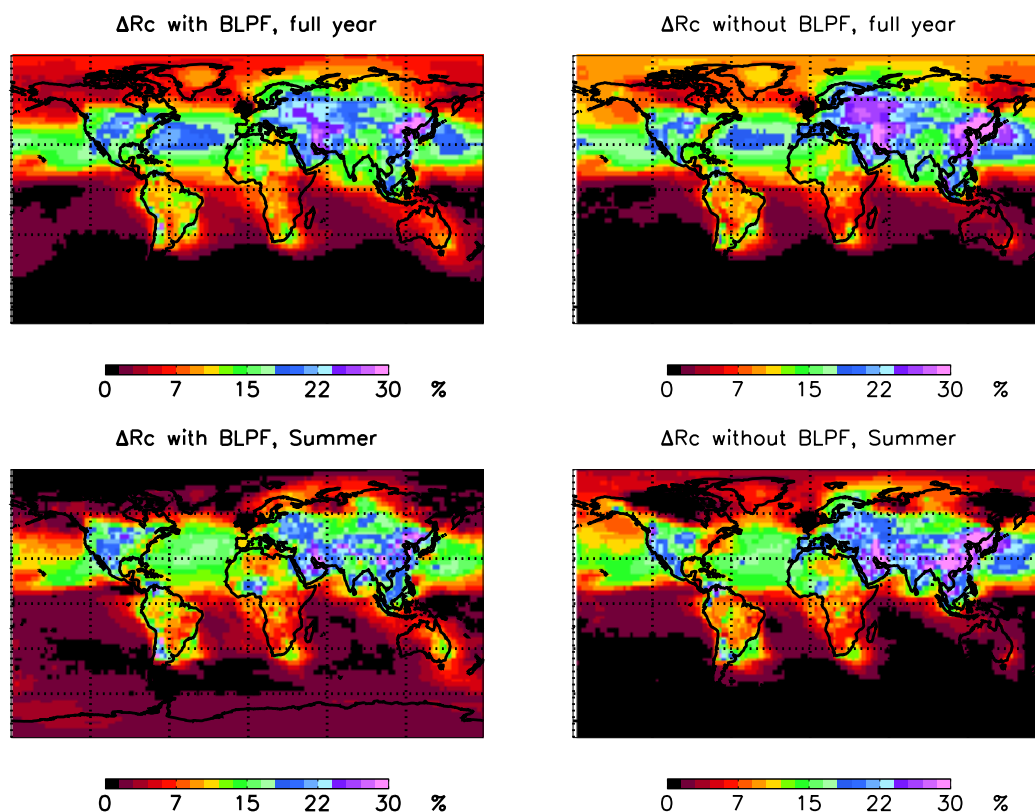 ΔRc with BLPF, full year
ΔRc without BLPF, full year
0 7 15 22 30 %
0 7 15 22 30 %
ΔRc with BLPF, Summer
ΔRc without BLPF, Summer
0 7 15 22 30 %
0 7 15 22 30 %